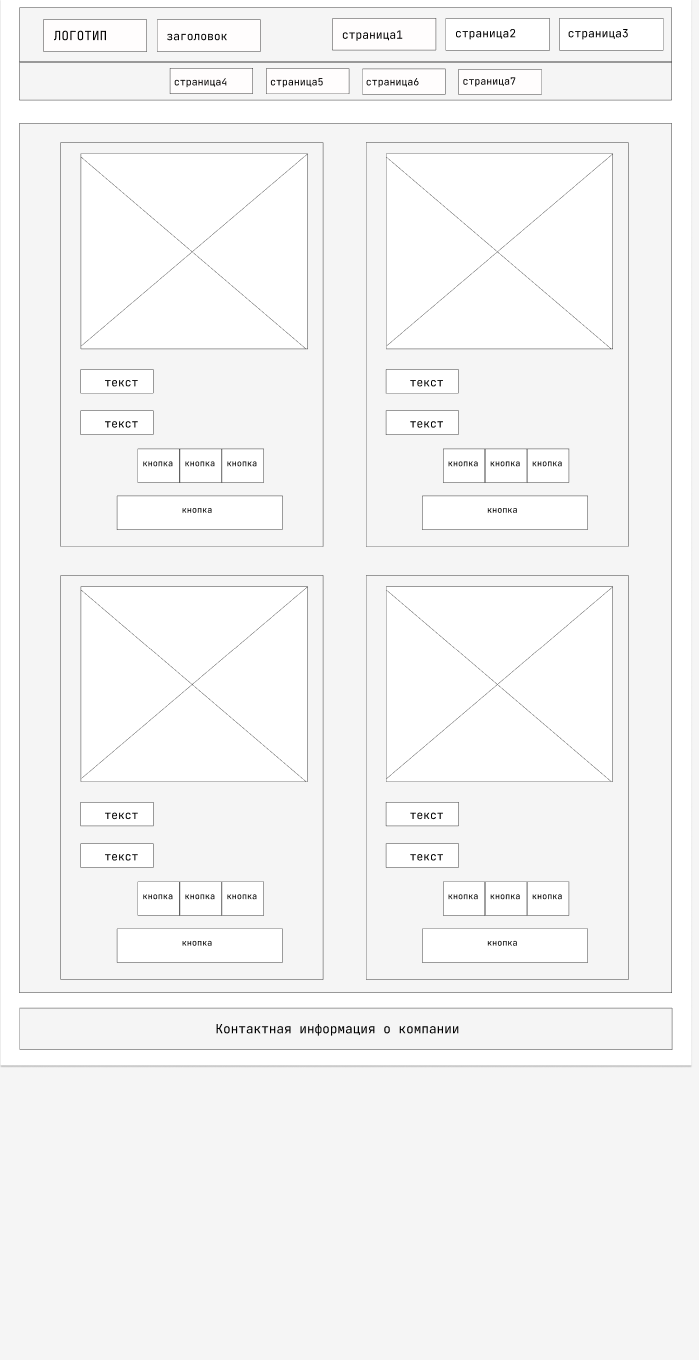 ЛОГОТИП заголовок страница1 страница2 страница3
страница4 страница5 страница6 страница7
текст текст
текст текст
кнопка кнопка кнопка кнопка кнопка кнопка
кнопка кнопка
текст текст
текст текст
кнопка кнопка кнопка кнопка кнопка кнопка
кнопка кнопка
Контактная информация о компании